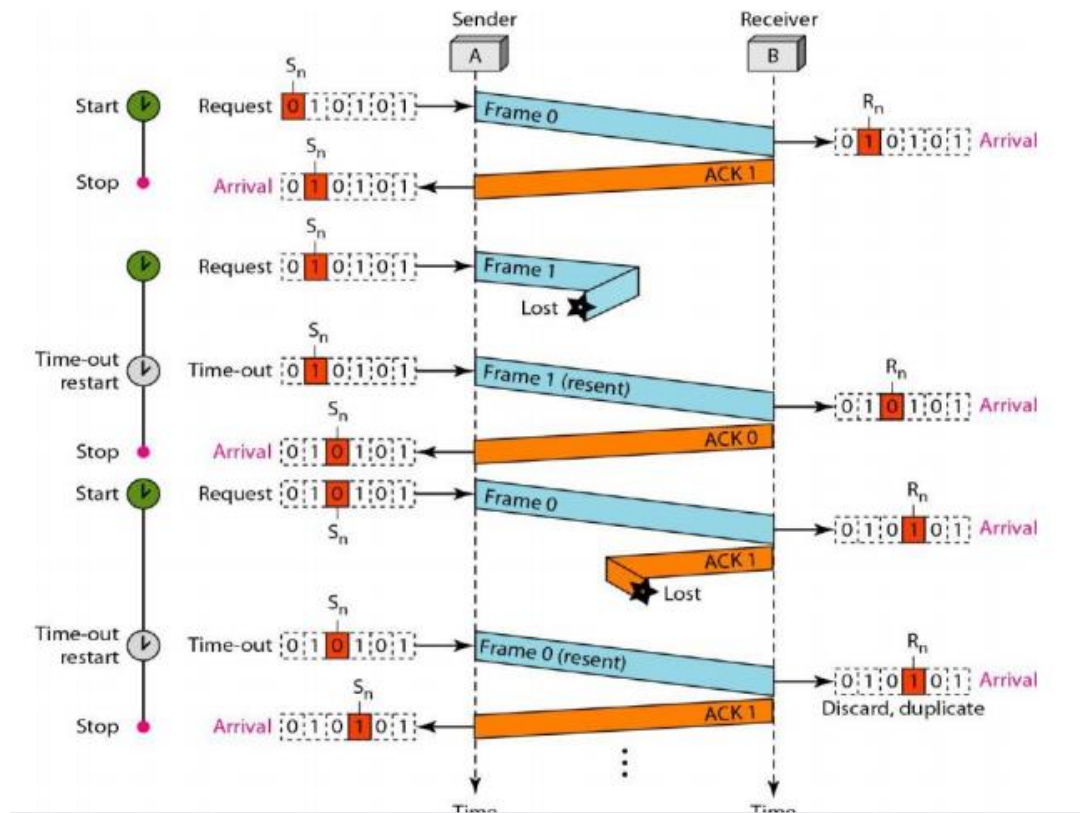 Sender Receiver
A B
Sn
Start Request 0 1 0 1 0 1 Frame 0 Rn
0 1 0 1 0 1 Arrival
Sn
Stop Arrival 0 1 0 1 0 1 ACK 1
Sn
Request 0 1 0 1 0 1 Frame 1
Lost
Sn
Time-out restart Time-out 0 1 0 1 0 1 Frame 1 (resent) Rn
0 1 0 1 0 1 Arrival
Sn
Stop Arrival 0 1 0 1 0 1 ACK 0
Start Request 0 1 0 1 0 1 Frame 0 Rn
Sn
0 1 0 1 0 1 Arrival
ACK 1
Lost
Sn
Time-out restart Time-out 0 1 0 1 0 1 Frame 0 (resent) Rn
0 1 0 1 0 1 Arrival
Discard, duplicate
Stop Arrival 0 1 0 1 0 1 ACK 1
Sn
Time Time